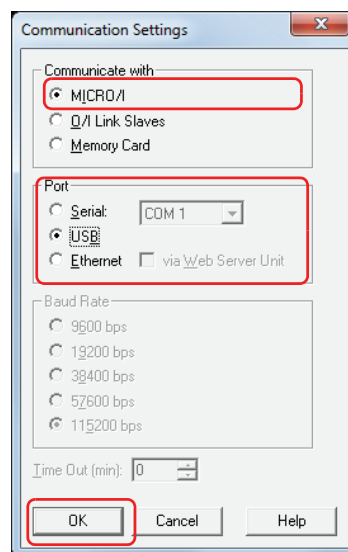 Communication Settings
Communicate with
MICRO/I
O/I Link Slaves
Memory Card
Port
Serial: COM 1
USB
Ethernet via Web Server Unit
Baud Rate
9600 bps
19200 bps
38400 bps
57600 bps
115200 bps
Time Out (min): 0
OK Cancel Help